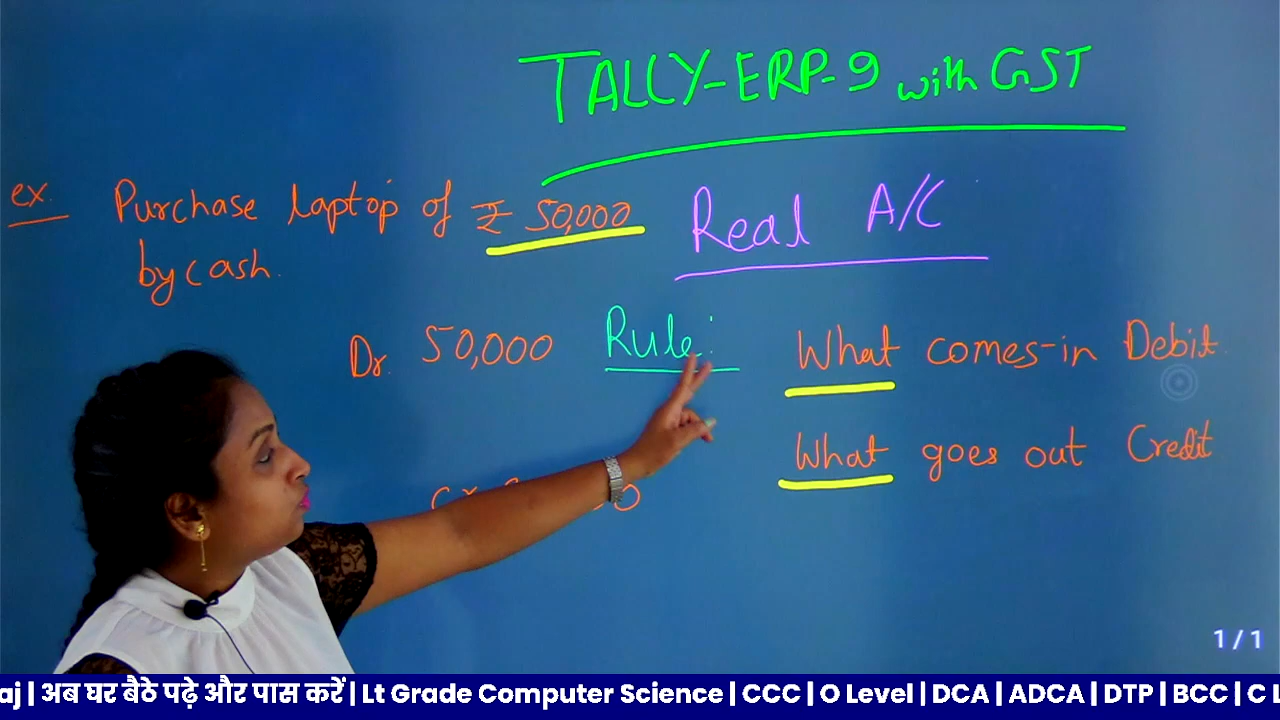 TALLY-ERP-9 with GST
ex. Purchase laptop of ₹ 50,000
by cash.
Real A/C
Dr. 50,000
Rule:
What comes-in Debit.
What goes out Credit
1 / 1
aj | अब घर बैठे पढ़े और पास करें | Lt Grade Computer Science | CCC | O Level | DCA | ADCA | DTP | BCC | C L